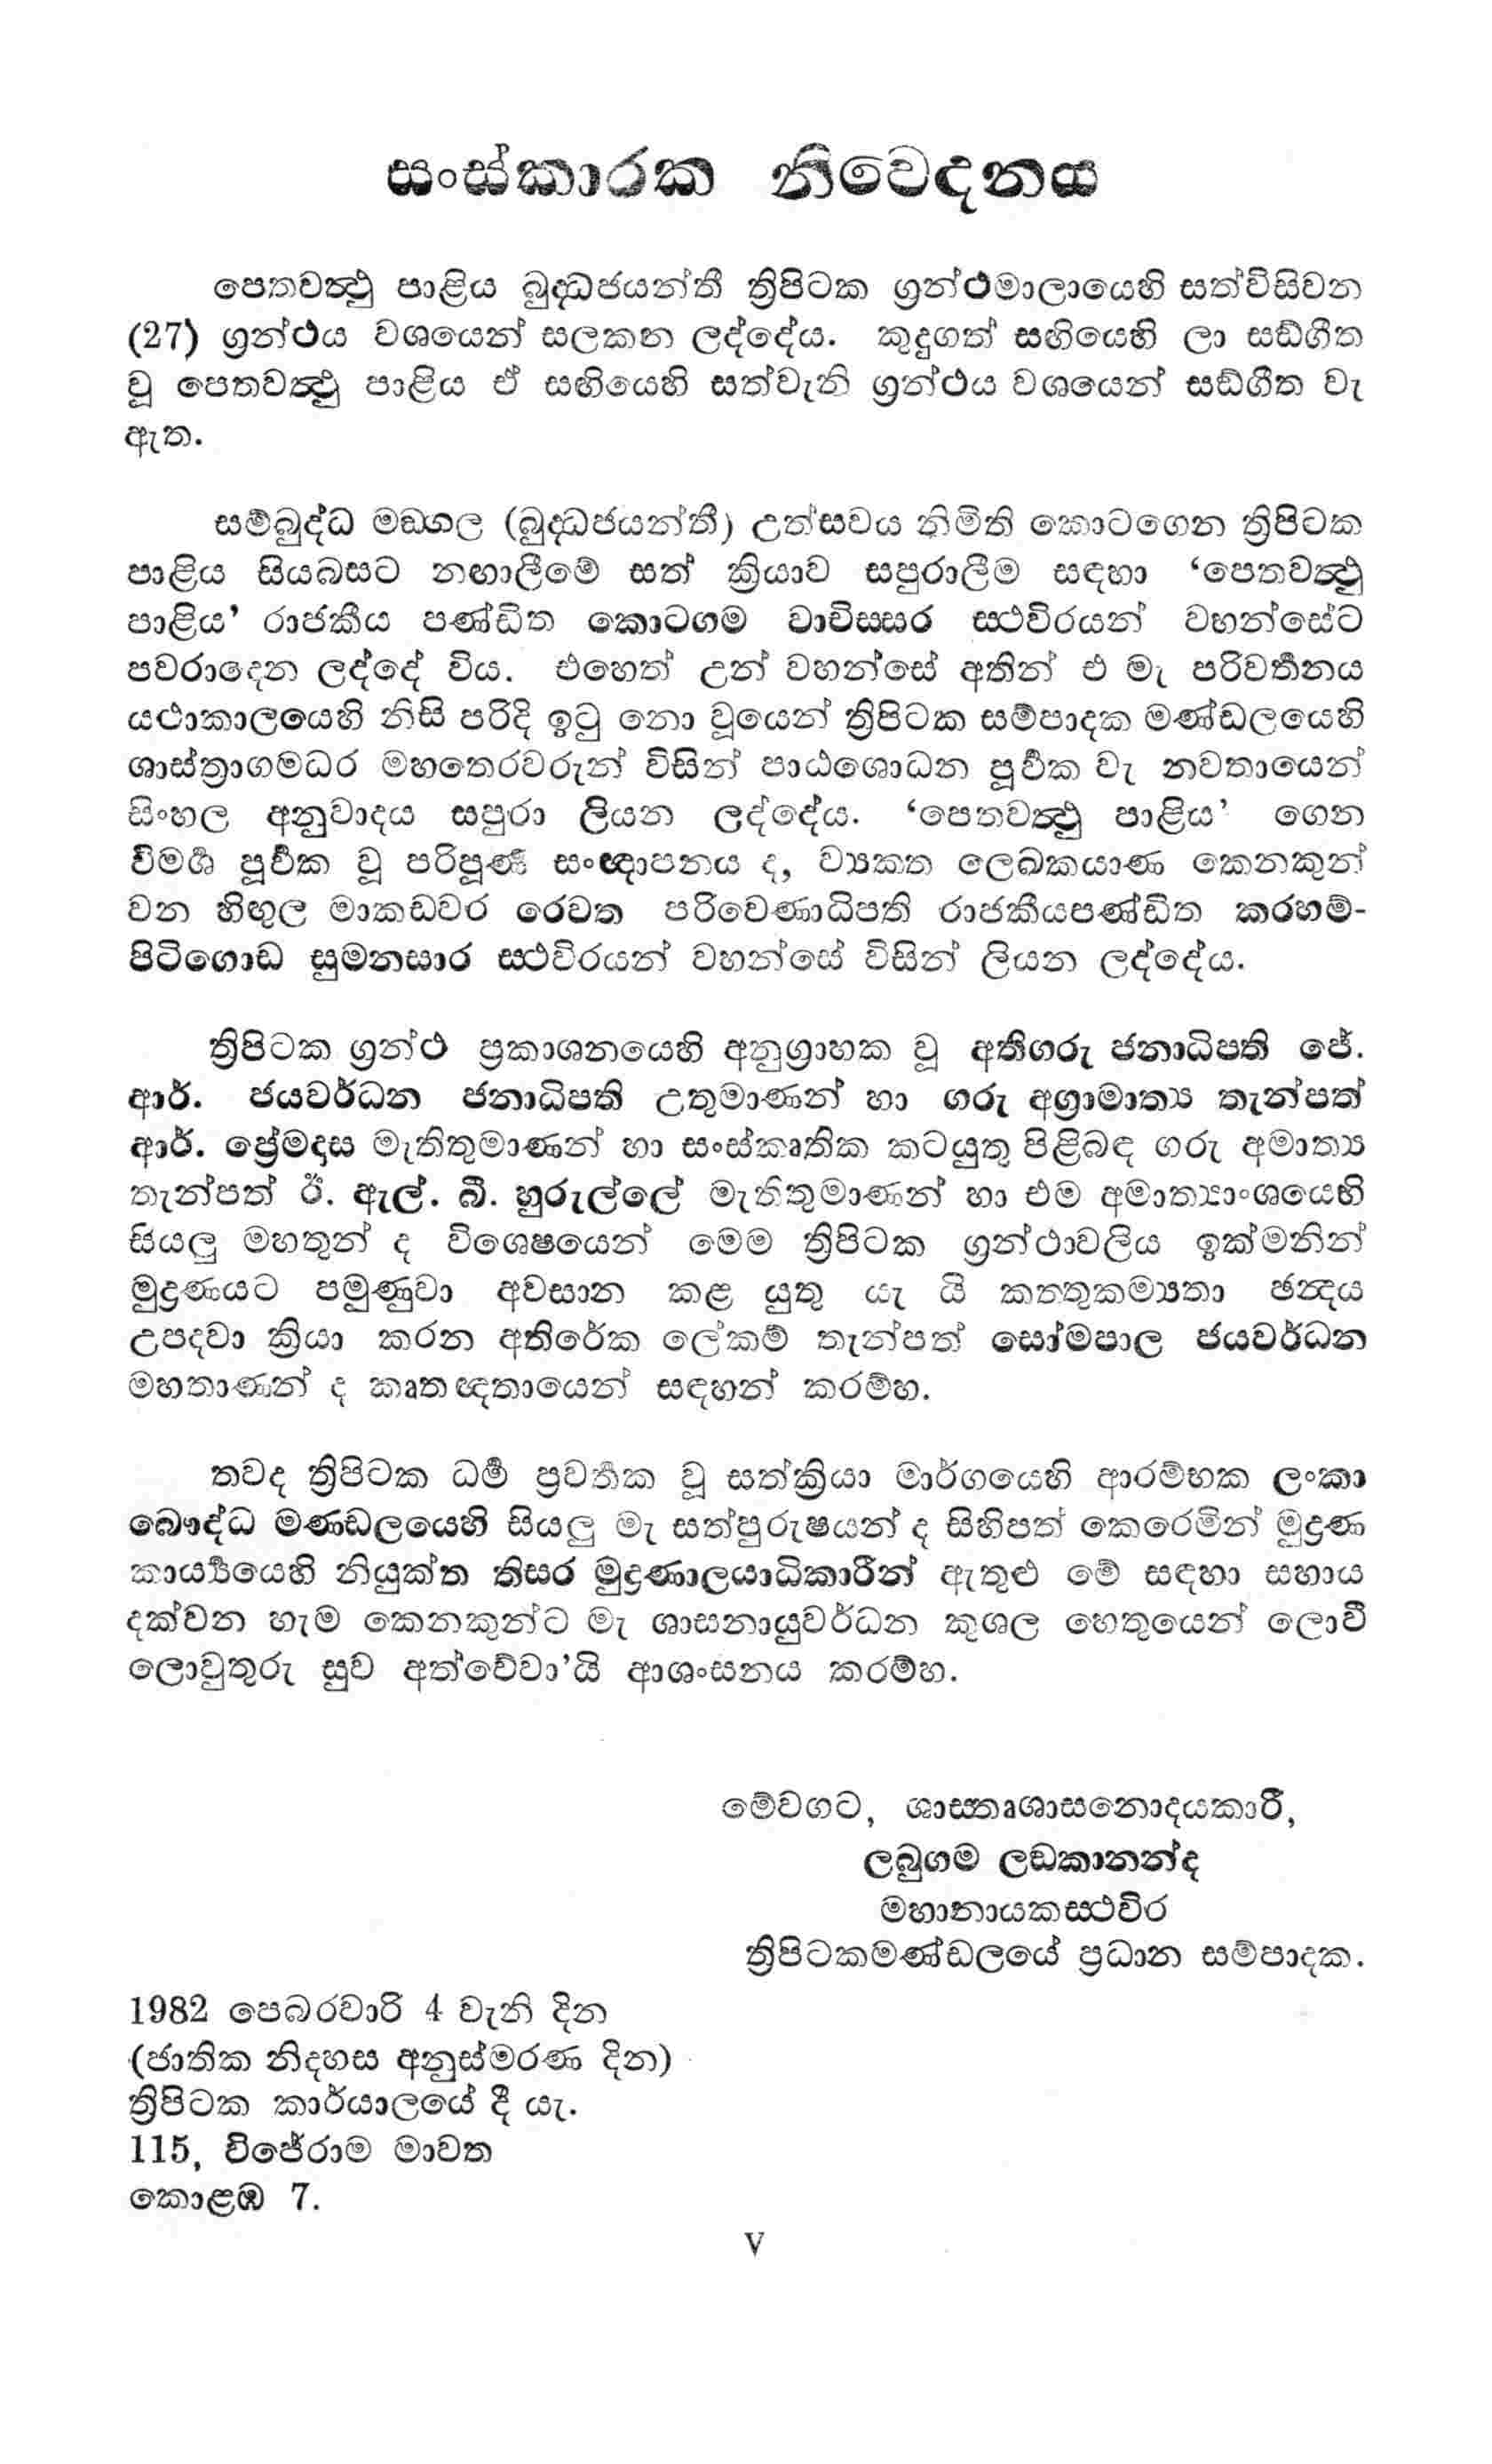 සංස්කාරක නිවෙදනය
පෙතවත්‍ථු පාළිය බුද්‍ධජයන්ති ත්‍රිපිටක ග්‍රන්ථමාලායෙහි සත්විසිවන
(27) ග්‍රන්ථය වශයෙන් සලකන ලද්දේය. කුදුගත් සඟියෙහි ලා සඞ්ගීත
වූ පෙතවත්‍ථු පාළිය ඒ සඟියෙහි සත්වැනි ග්‍රන්ථය වශයෙන් සඞ්ගීත වැ
ඇත.
සම්බුද්ධ මඞ්‍ගල (බුද්‍ධජයන්තී) උත්සවය නිමිති කොටගෙන ත්‍රිපිටක
පාළිය සියබසට නඟාලීමේ සත් ක්‍රියාව සපුරාලීම සඳහා ‘පෙතවත්‍ථු
පාළිය’ රාජකීය පණ්ඩිත කොටගම වාචිස්සර ස්‍ථවිරයන් වහන්සේට
පවරාදෙන ලද්දේ විය. එහෙත් උන් වහන්සේ අතින් එ මැ පරිවර්‍තනය
යථාකාලයෙහි නිසි පරිදි ඉටු නො වූයෙන් ත්‍රිපිටක සම්පාදක මණ්ඩලයෙහි
ශාස්ත්‍රාගමධර මහතෙරවරුන් විසින් පාඨශොධන පූර්‍වක වැ නවතායෙන්
සිංහල අනුවාදය සපුරා ලියන ලද්දේය. ‘පෙතවත්‍ථු පාළිය’ ගෙන
විමර්‍ශ පූර්‍වක වූ පරිපූර්‍ණ සංඥාපනය ද, ව්‍යක්ත ලෙඛකයාණ කෙනකුන්
වන හිඟුල මාකඩවර රෙවත පරිවෙණාධිපති රාජකීයපණ්ඩිත කරහම්-
පිටිගොඩ සුමනසාර ස්‍ථවිරයන් වහන්සේ විසින් ලියන ලද්දේය.
ත්‍රිපිටක ග්‍රන්ථ ප්‍රකාශනයෙහි අනුග්‍රාහක වූ අතිගරු ජනාධිපති ජේ.
ආර්. ජයවර්ධන ජනාධිපති උතුමාණන් හා ගරු අග්‍රාමාත්‍ය තැන්පත්
ආර්. ප්‍රේමදාස මැතිතුමාණන් හා සංස්කෘතික කටයුතු පිළිබඳ ගරු අමාත්‍ය
තැන්පත් ඊ. ඇල්. බී. හුරුල්ලේ මැතිතුමාණන් හා එම අමාත්‍යාංශයෙහි
සියලු මහතුන් ද විශෙෂයෙන් මෙම ත්‍රිපිටක ග්‍රන්ථාවලිය ඉක්මනින්
මුද්‍රණයට පමුණුවා අවසාන කළ යුතු යැ යි කත්තුකම්‍යතා ඡන්‍දය
උපදවා ක්‍රියා කරන අතිරේක ලේකම් තැන්පත් සෝමපාල ජයවර්ධන
මහතාණන් ද කෘතඥතායෙන් සඳහන් කරම්හ.
තවද ත්‍රිපිටක ධර්‍ම ප්‍රවර්‍තක වූ සත්ක්‍රියා මාර්ගයෙහි ආරම්භක ලංකා
බෞද්ධ මණ්ඩලයෙහි සියලු මැ සත්පුරුෂයන් ද සිහිපත් කෙරෙමින් මුද්‍රණ
කාර්‍ය්‍යයෙහි නියුක්ත තිසර මුද්‍රණාලයාධිකාරීන් ඇතුළු මේ සඳහා සහාය
දක්වන හැම කෙනකුන්ට මැ ශාසනායුවර්ධන කුශල හෙතුයෙන් ලොවී
ලොවුතුරු සුව අත්වේවා’යි ආශංසනය කරම්හ.
මේවගට, ශාස්තෘශාසනොදයකාරී,
ලබුගම ලඞ්කානන්ද
මහානායකස්‍ථවිර
ත්‍රිපිටකමණ්ඩලයේ ප්‍රධාන සම්පාදක.
1982 පෙබරවාරි 4 වැනි දින
(ජාතික නිදහස අනුස්මරණ දින)
ත්‍රිපිටක කාර්යාලයේ දී යැ.
115, විජේරාම මාවත
කොළඹ 7.
v